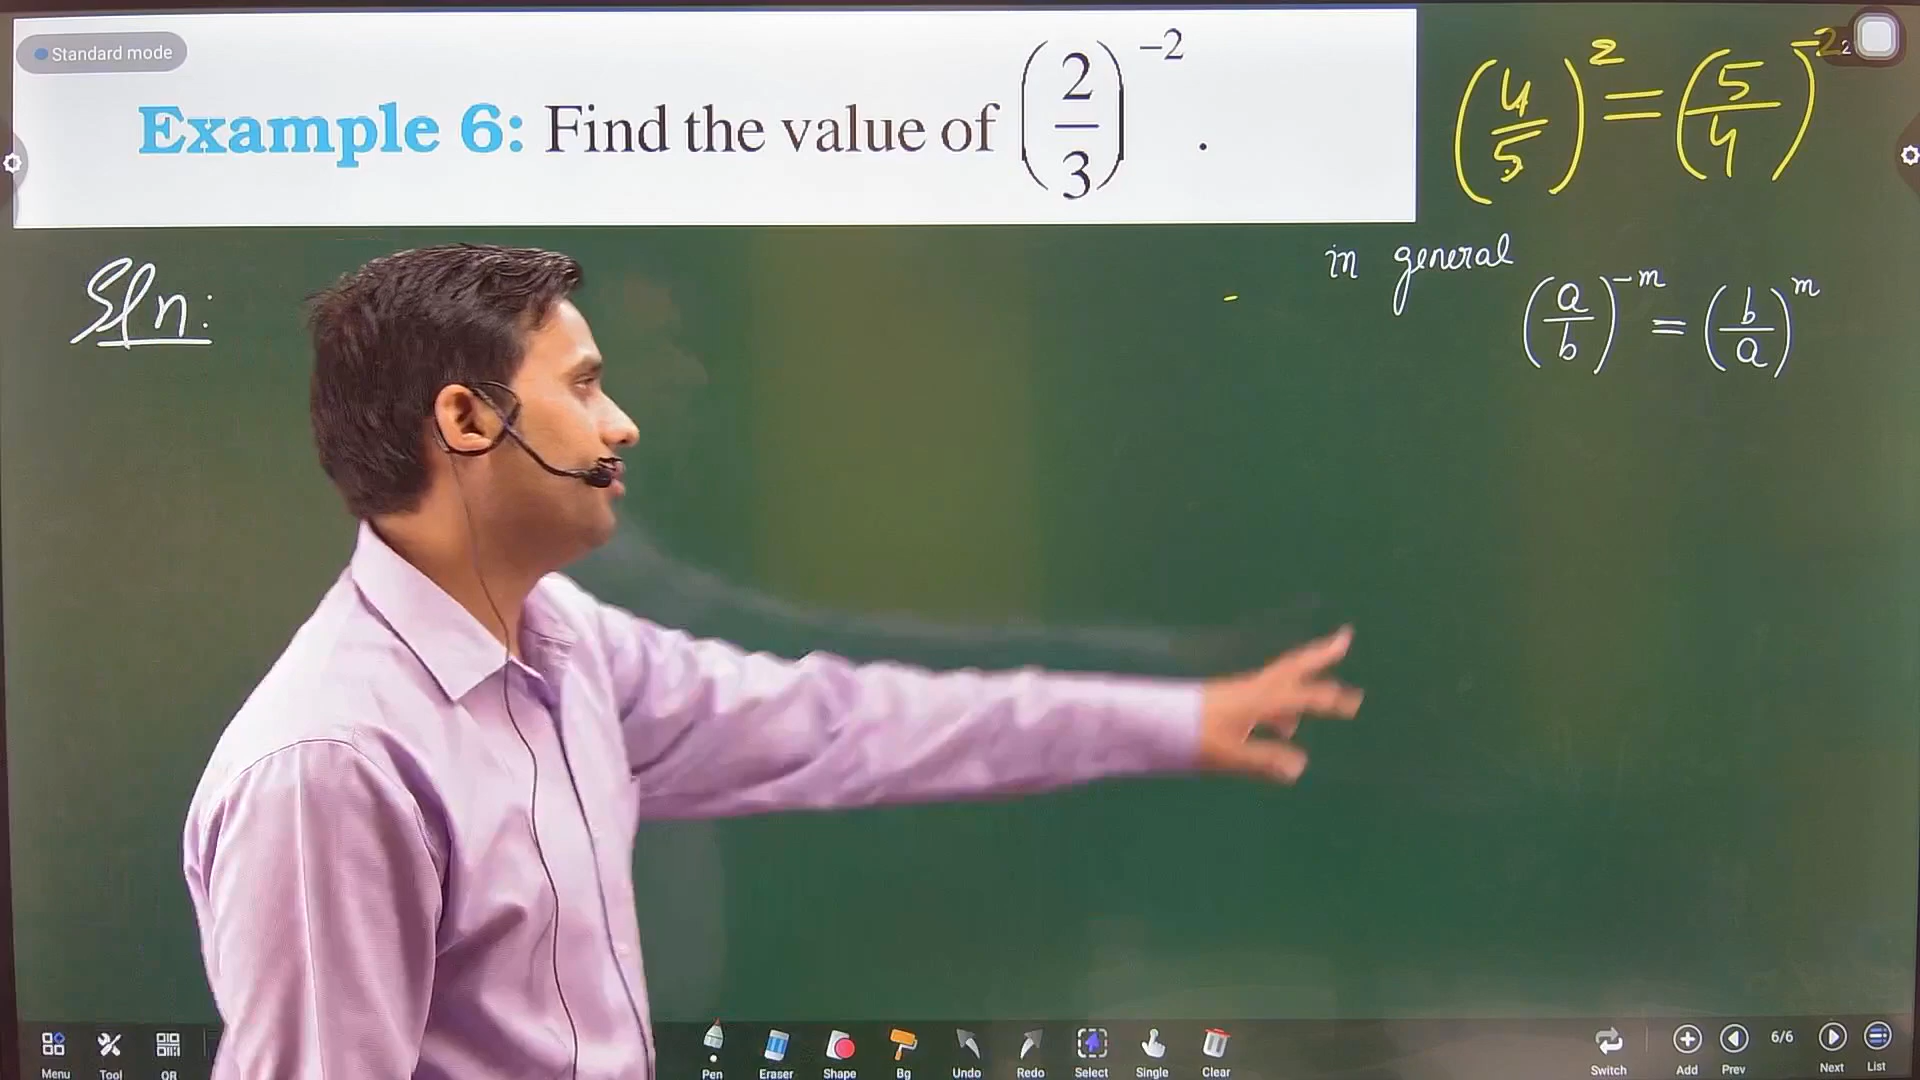 Standard mode
Example 6: Find the value of (2/3)^−2 .
(4/5)^2 = (5/4)^−2
Sln:
in general
(a/b)^−m = (b/a)^m
Menu Tool QR Pen Eraser Shape Bg Undo Redo Select Single Clear Switch Add Prev 6/6 Next List